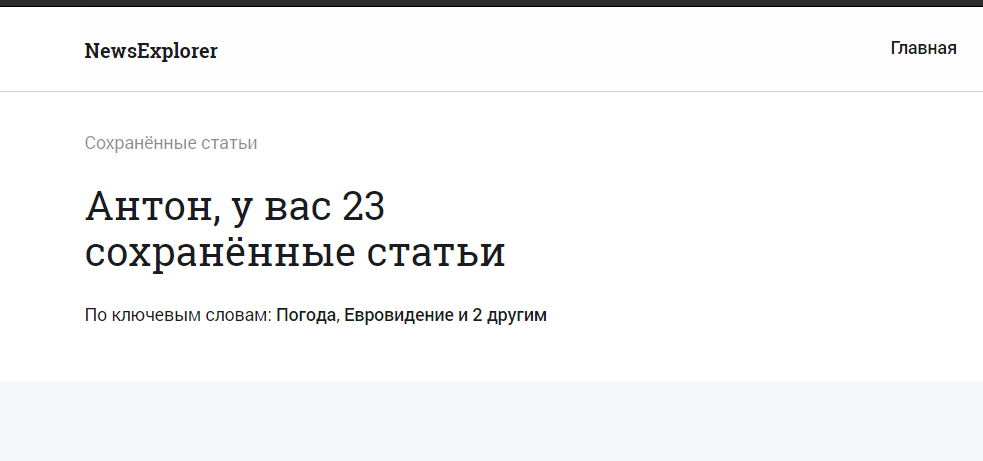 NewsExplorer
Главная
Сохранённые статьи
Антон, у вас 23
сохранённые статьи
По ключевым словам: Погода, Евровидение и 2 другим